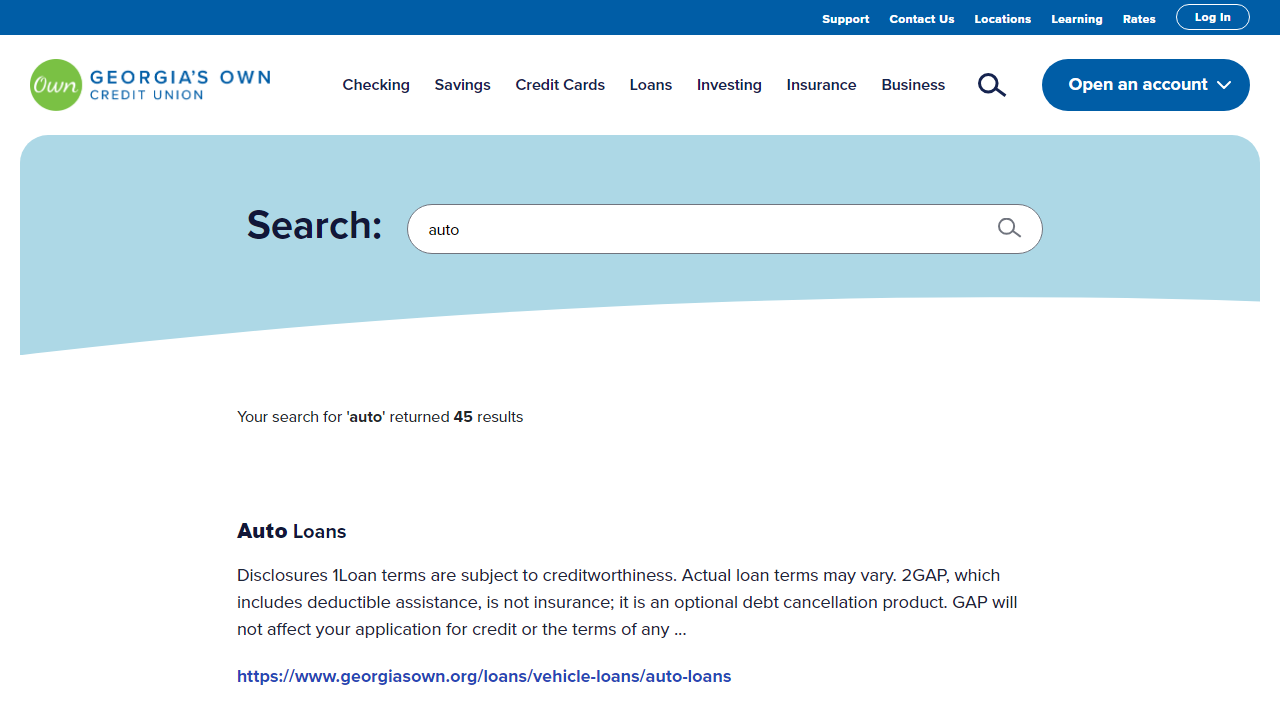 Support Contact Us Locations Learning Rates Log In
Own GEORGIA'S OWN
CREDIT UNION
Checking Savings Credit Cards Loans Investing Insurance Business Open an account
Search: auto
Your search for 'auto' returned 45 results
Auto Loans
Disclosures 1Loan terms are subject to creditworthiness. Actual loan terms may vary. 2GAP, which
includes deductible assistance, is not insurance; it is an optional debt cancellation product. GAP will
not affect your application for credit or the terms of any ...
https://www.georgiasown.org/loans/vehicle-loans/auto-loans